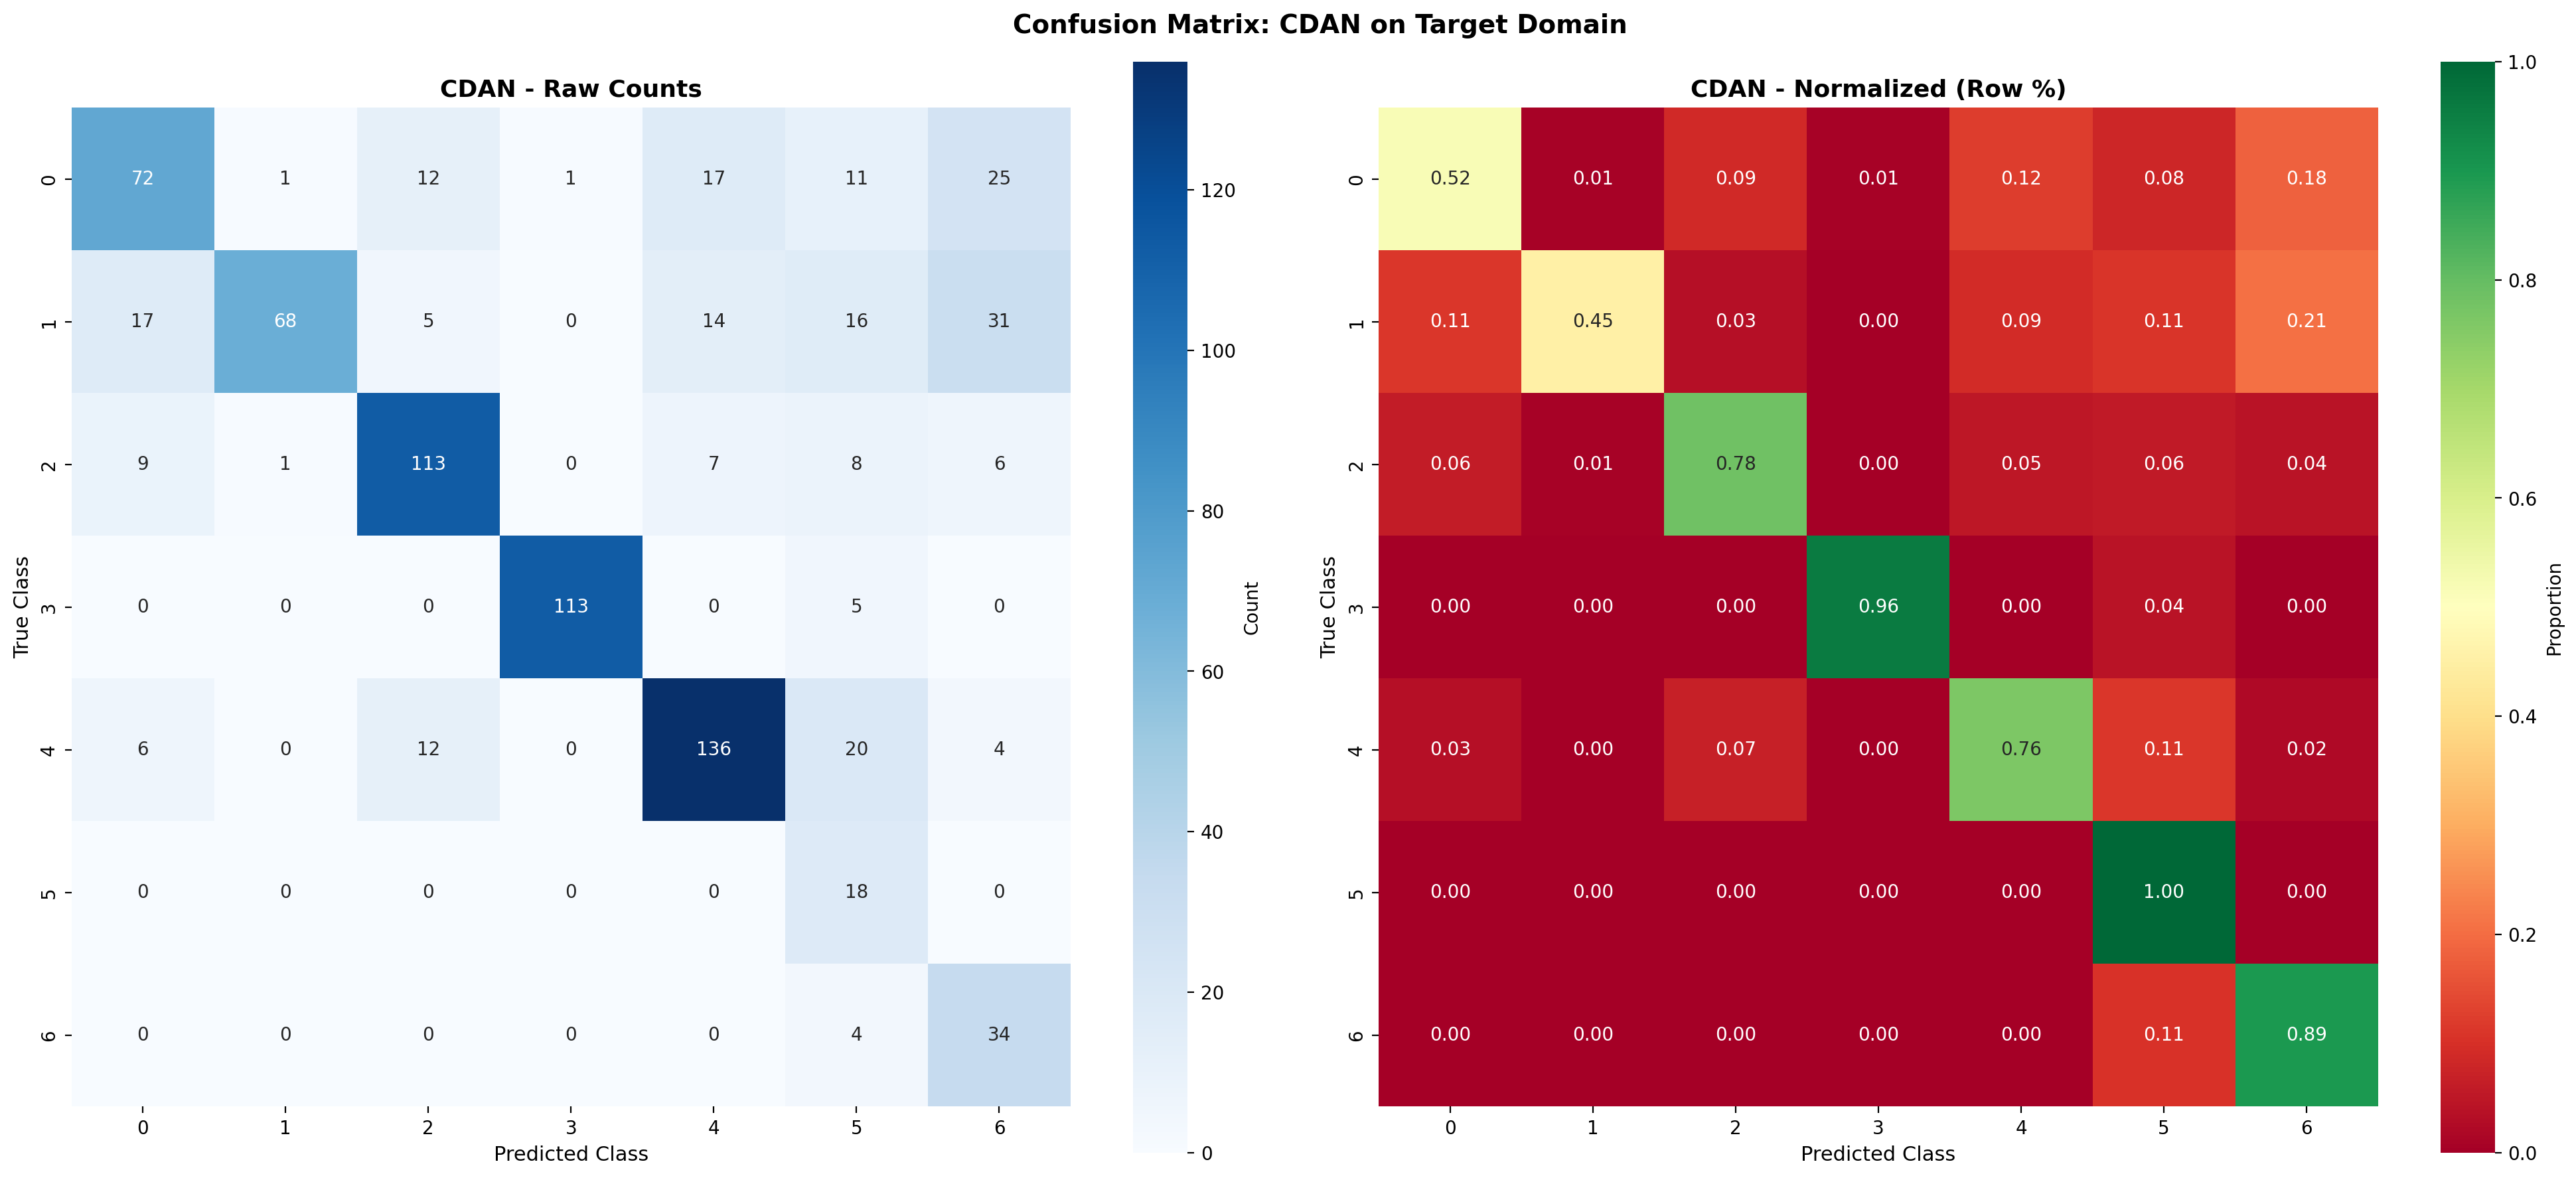 Confusion Matrix: CDAN on Target Domain
CDAN - Raw Counts
True Class
0 72 1 12 1 17 11 25
1 17 68 5 0 14 16 31
2 9 1 113 0 7 8 6
3 0 0 0 113 0 5 0
4 6 0 12 0 136 20 4
5 0 0 0 0 0 18 0
6 0 0 0 0 0 4 34
0 1 2 3 4 5 6
Predicted Class
120
100
80
60
40
20
0
Count
CDAN - Normalized (Row %)
True Class
0 0.52 0.01 0.09 0.01 0.12 0.08 0.18
1 0.11 0.45 0.03 0.00 0.09 0.11 0.21
2 0.06 0.01 0.78 0.00 0.05 0.06 0.04
3 0.00 0.00 0.00 0.96 0.00 0.04 0.00
4 0.03 0.00 0.07 0.00 0.76 0.11 0.02
5 0.00 0.00 0.00 0.00 0.00 1.00 0.00
6 0.00 0.00 0.00 0.00 0.00 0.11 0.89
0 1 2 3 4 5 6
Predicted Class
1.0
0.8
0.6
0.4
0.2
0.0
Proportion